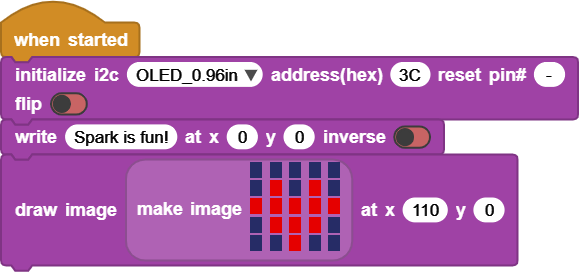 when started
initialize i2c OLED_0.96in address(hex) 3C reset pin# -
flip
write Spark is fun! at x 0 y 0 inverse
draw image make image at x 110 y 0